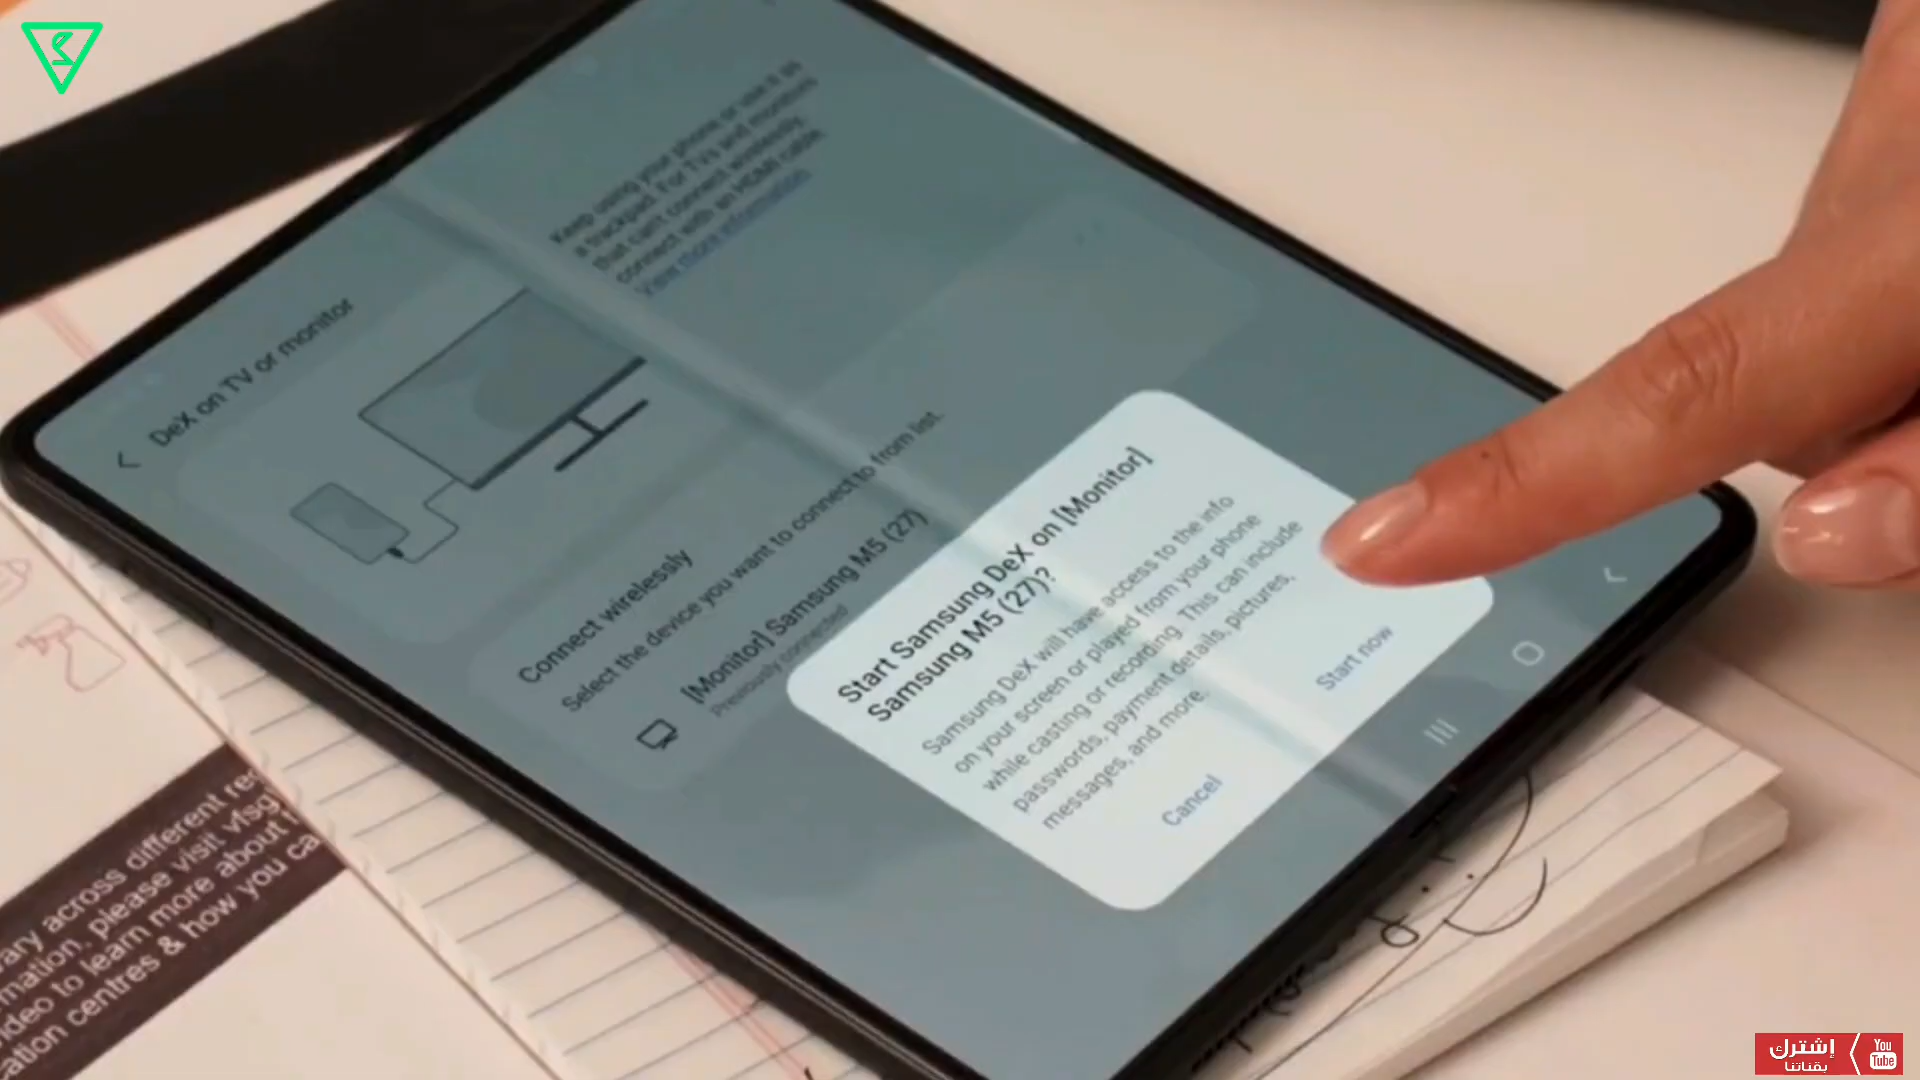 DeX on TV or monitor
Keep using your phone or use it as
a trackpad. For TVs and monitors
that can't connect wirelessly,
connect with an HDMI cable.
View more information
Connect wirelessly
Select the device you want to connect to from list.
[Monitor] Samsung M5 (27)
Previously connected
Start Samsung DeX on [Monitor]
Samsung M5 (27)?
Samsung DeX will have access to the info
on your screen or played from your phone
while casting or recording. This can include
passwords, payment details, pictures,
messages, and more.
Cancel
Start now
vary across different
mation, please visit vfsg
video to learn more about
ation centres & how you ca
إشترك
بقناتنا
You
Tube